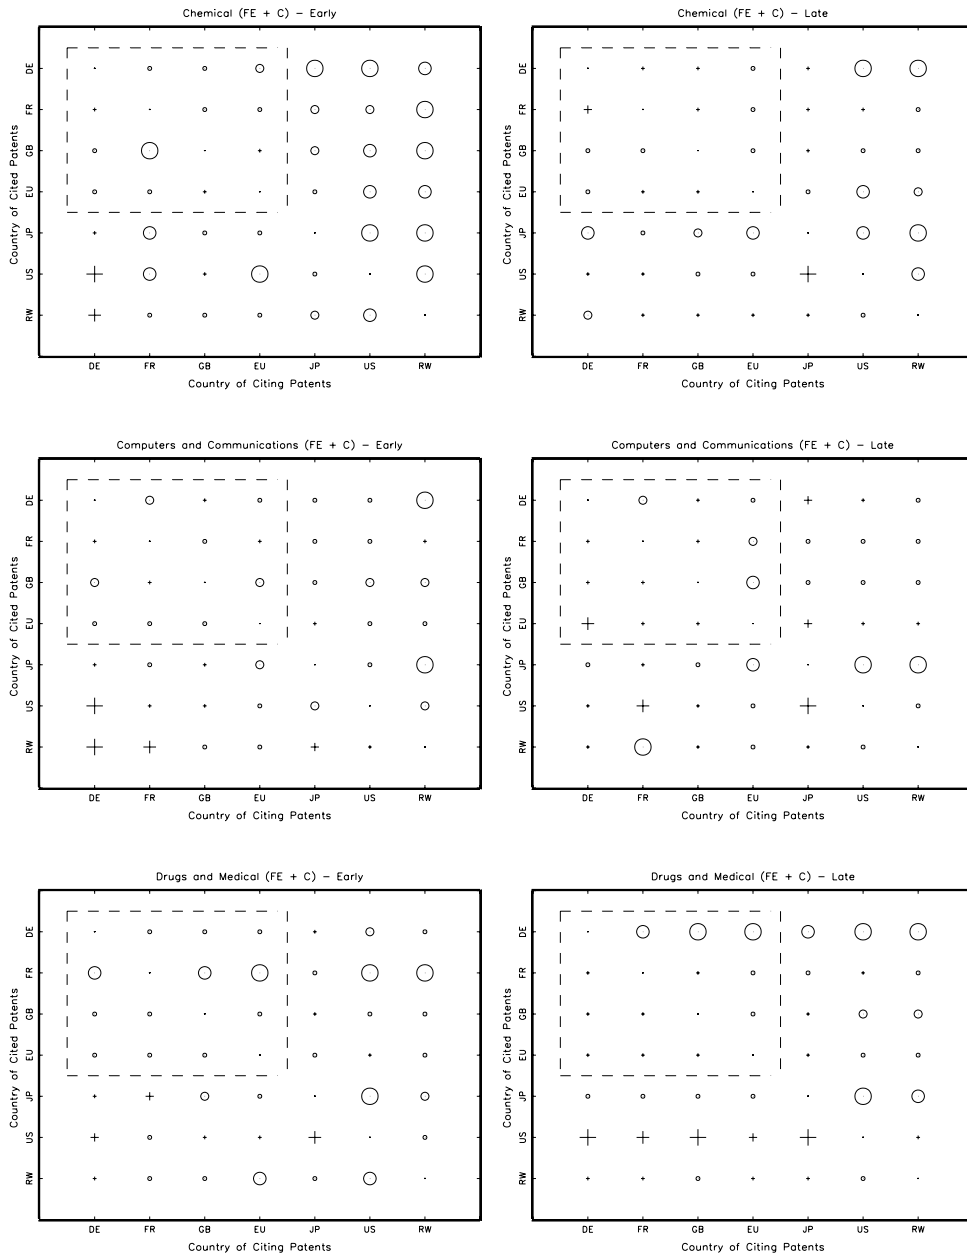 Chemical (FE + C) – Early
Country of Cited Patents
DE
FR
GB
EU
JP
US
RW
DE FR GB EU JP US RW
Country of Citing Patents
Chemical (FE + C) – Late
Country of Cited Patents
DE
FR
GB
EU
JP
US
RW
DE FR GB EU JP US RW
Country of Citing Patents
Computers and Communications (FE + C) – Early
Country of Cited Patents
DE
FR
GB
EU
JP
US
RW
DE FR GB EU JP US RW
Country of Citing Patents
Computers and Communications (FE + C) – Late
Country of Cited Patents
DE
FR
GB
EU
JP
US
RW
DE FR GB EU JP US RW
Country of Citing Patents
Drugs and Medical (FE + C) – Early
Country of Cited Patents
DE
FR
GB
EU
JP
US
RW
DE FR GB EU JP US RW
Country of Citing Patents
Drugs and Medical (FE + C) – Late
Country of Cited Patents
DE
FR
GB
EU
JP
US
RW
DE FR GB EU JP US RW
Country of Citing Patents